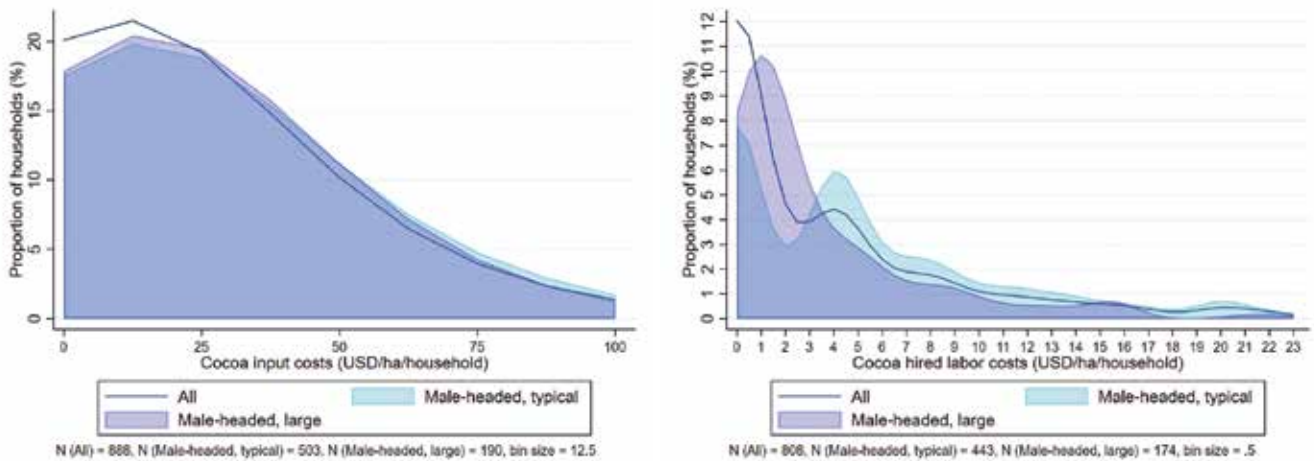 Proportion of households (%)
20
15
10
5
0
0 25 50 75 100
Cocoa input costs (USD/ha/household)
All
Male-headed, typical
Male-headed, large
N (All) = 888, N (Male-headed, typical) = 503, N (Male-headed, large) = 190, bin size = 12.5
Proportion of households (%)
12
11
10
9
8
7
6
5
4
3
2
1
0
0 1 2 3 4 5 6 7 8 9 10 11 12 13 14 15 16 17 18 19 20 21 22 23
Cocoa hired labor costs (USD/ha/household)
All
Male-headed, typical
Male-headed, large
N (All) = 808, N (Male-headed, typical) = 443, N (Male-headed, large) = 174, bin size = .5